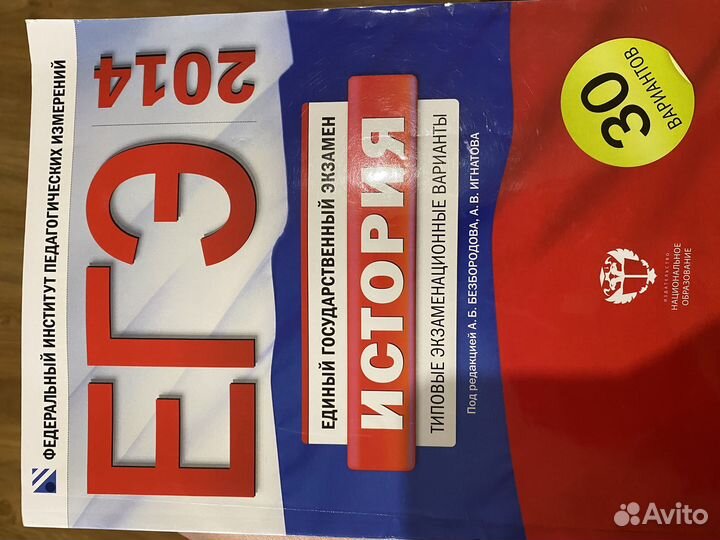 ФЕДЕРАЛЬНЫЙ ИНСТИТУТ ПЕДАГОГИЧЕСКИХ ИЗМЕРЕНИЙ
ЕГЭ 2014
ЕДИНЫЙ ГОСУДАРСТВЕННЫЙ ЭКЗАМЕН
ИСТОРИЯ
ТИПОВЫЕ ЭКЗАМЕНАЦИОННЫЕ ВАРИАНТЫ
Под редакцией А. Б. БЕЗБОРОДОВА, А. В. ИГНАТОВА
30
ВАРИАНТОВ
ИЗДАТЕЛЬСТВО
НАЦИОНАЛЬНОЕ
ОБРАЗОВАНИЕ
Avito